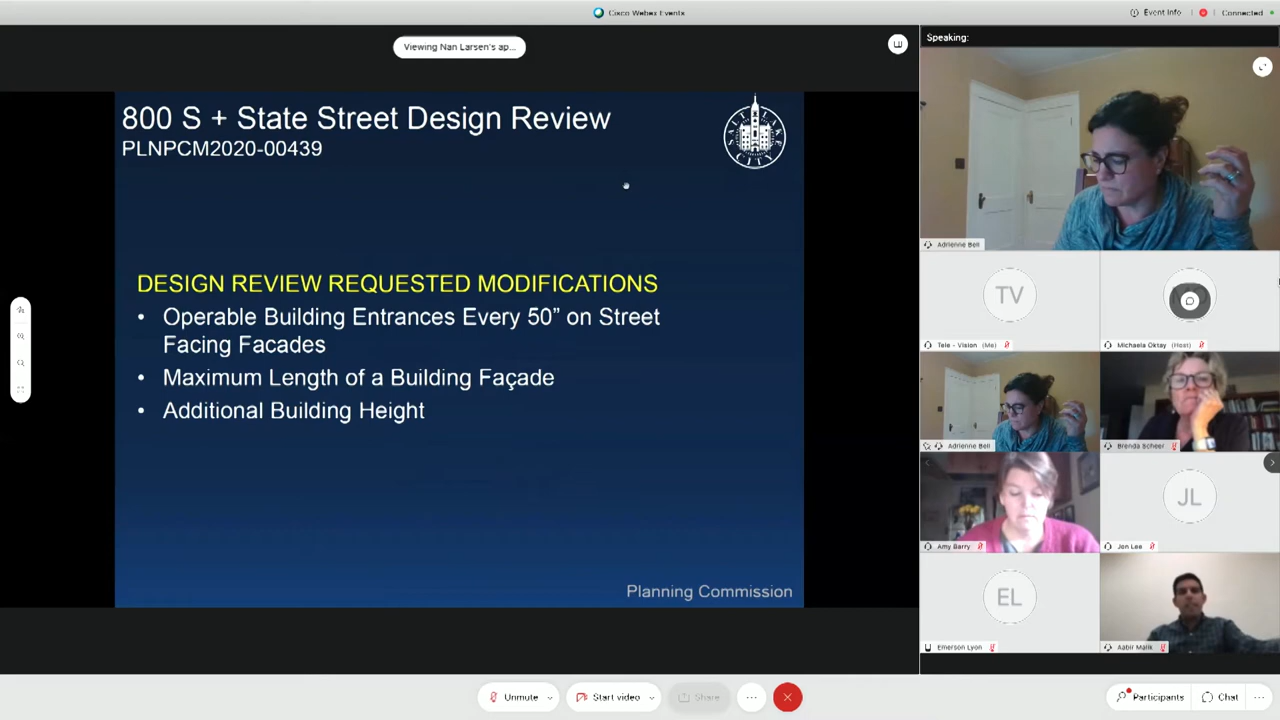 Cisco Webex Events
Event Info
Connected
Viewing Nan Larsen's ap...
Speaking:
800 S + State Street Design Review
PLNPCM2020-00439
SALT LAKE CITY
DESIGN REVIEW REQUESTED MODIFICATIONS
• Operable Building Entrances Every 50” on Street
Facing Facades
• Maximum Length of a Building Façade
• Additional Building Height
Planning Commission
Adrienne Bell
TV
Tele - Vision (Me)
Michaela Oktay (Host)
Adrienne Bell
Brenda Scheer
Amy Barry
JL
Jon Lee
EL
Emerson Lyon
Aabir Malik
Unmute
Start video
Share
Participants
Chat